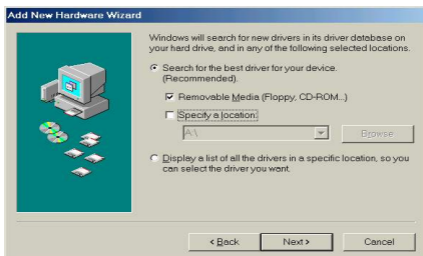 Add New Hardware Wizard
Windows will search for new drivers in its driver database on
your hard drive, and in any of the following selected locations.
Search for the best driver for your device.
(Recommended).
Removable Media (Floppy, CD-ROM...)
Specify a location:
A:\
Browse
Display a list of all the drivers in a specific location, so you
can select the driver you want.
< Back
Next >
Cancel